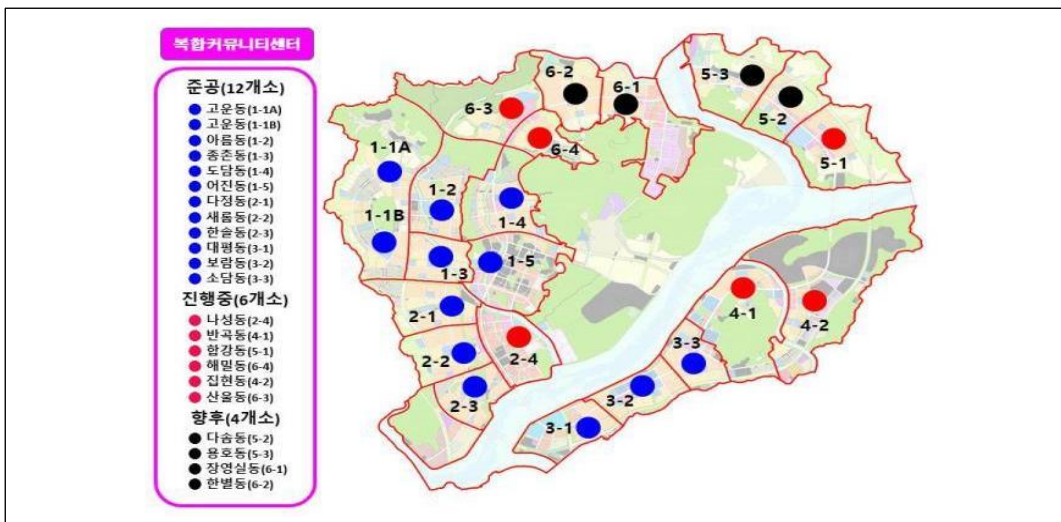 복합커뮤니티센터
준공(12개소)
고운동(1-1A)
고운동(1-1B)
아름동(1-2)
종촌동(1-3)
도담동(1-4)
어진동(1-5)
다정동(2-1)
새롬동(2-2)
한솔동(2-3)
대평동(3-1)
보람동(3-2)
소담동(3-3)
진행중(6개소)
나성동(2-4)
반곡동(4-1)
합강동(5-1)
해밀동(6-4)
집현동(4-2)
산울동(6-3)
향후(4개소)
다솜동(5-2)
용호동(5-3)
장영실동(6-1)
한별동(6-2)
6-2
6-1
5-3
6-3
5-2
6-4
5-1
1-1A
1-2
1-1B
1-4
1-3
1-5
2-1
4-1
4-2
2-2
2-4
3-3
2-3
3-2
3-1